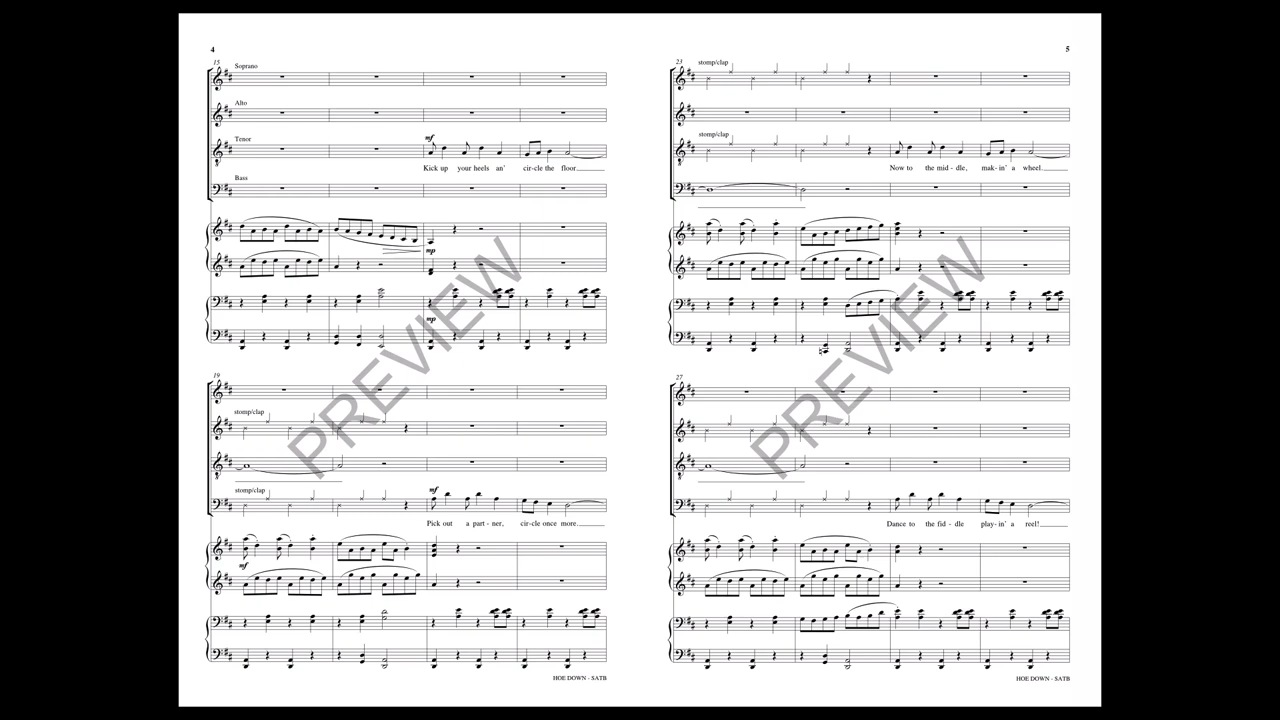 4
15
Soprano
Alto
Tenor
mf
Kick up your heels an' cir-cle the floor.
Bass
mp
mp
19
stomp/clap
stomp/clap
mf
Pick out a part - ner, cir-cle once more.
mf
HOE DOWN - SATB
PREVIEW
5
23
stomp/clap
stomp/clap
Now to the mid - dle, mak-in' a wheel.
27
Dance to the fid - dle play-in' a reel!
HOE DOWN - SATB
PREVIEW